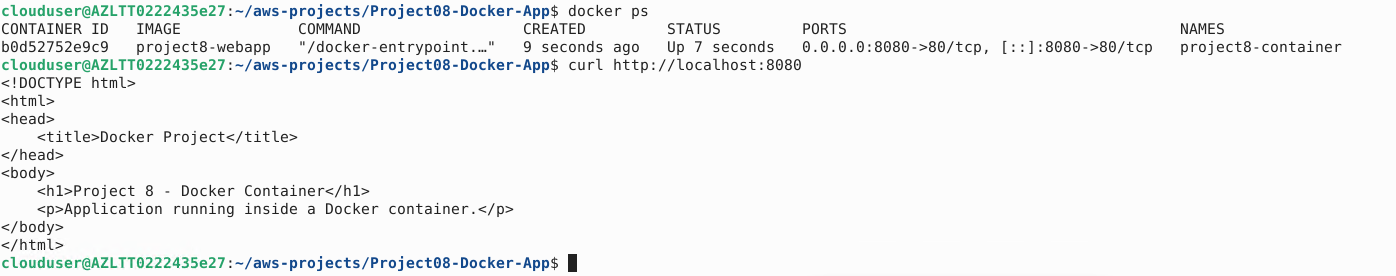 clouduser@AZLTT0222435e27:~/aws-projects/Project08-Docker-App$ docker ps
CONTAINER ID   IMAGE             COMMAND                  CREATED         STATUS         PORTS                                     NAMES
b0d52752e9c9   project8-webapp   "/docker-entrypoint.…"   9 seconds ago   Up 7 seconds   0.0.0.0:8080->80/tcp, [::]:8080->80/tcp   project8-container
clouduser@AZLTT0222435e27:~/aws-projects/Project08-Docker-App$ curl http://localhost:8080
<!DOCTYPE html>
<html>
<head>
    <title>Docker Project</title>
</head>
<body>
    <h1>Project 8 - Docker Container</h1>
    <p>Application running inside a Docker container.</p>
</body>
</html>
clouduser@AZLTT0222435e27:~/aws-projects/Project08-Docker-App$